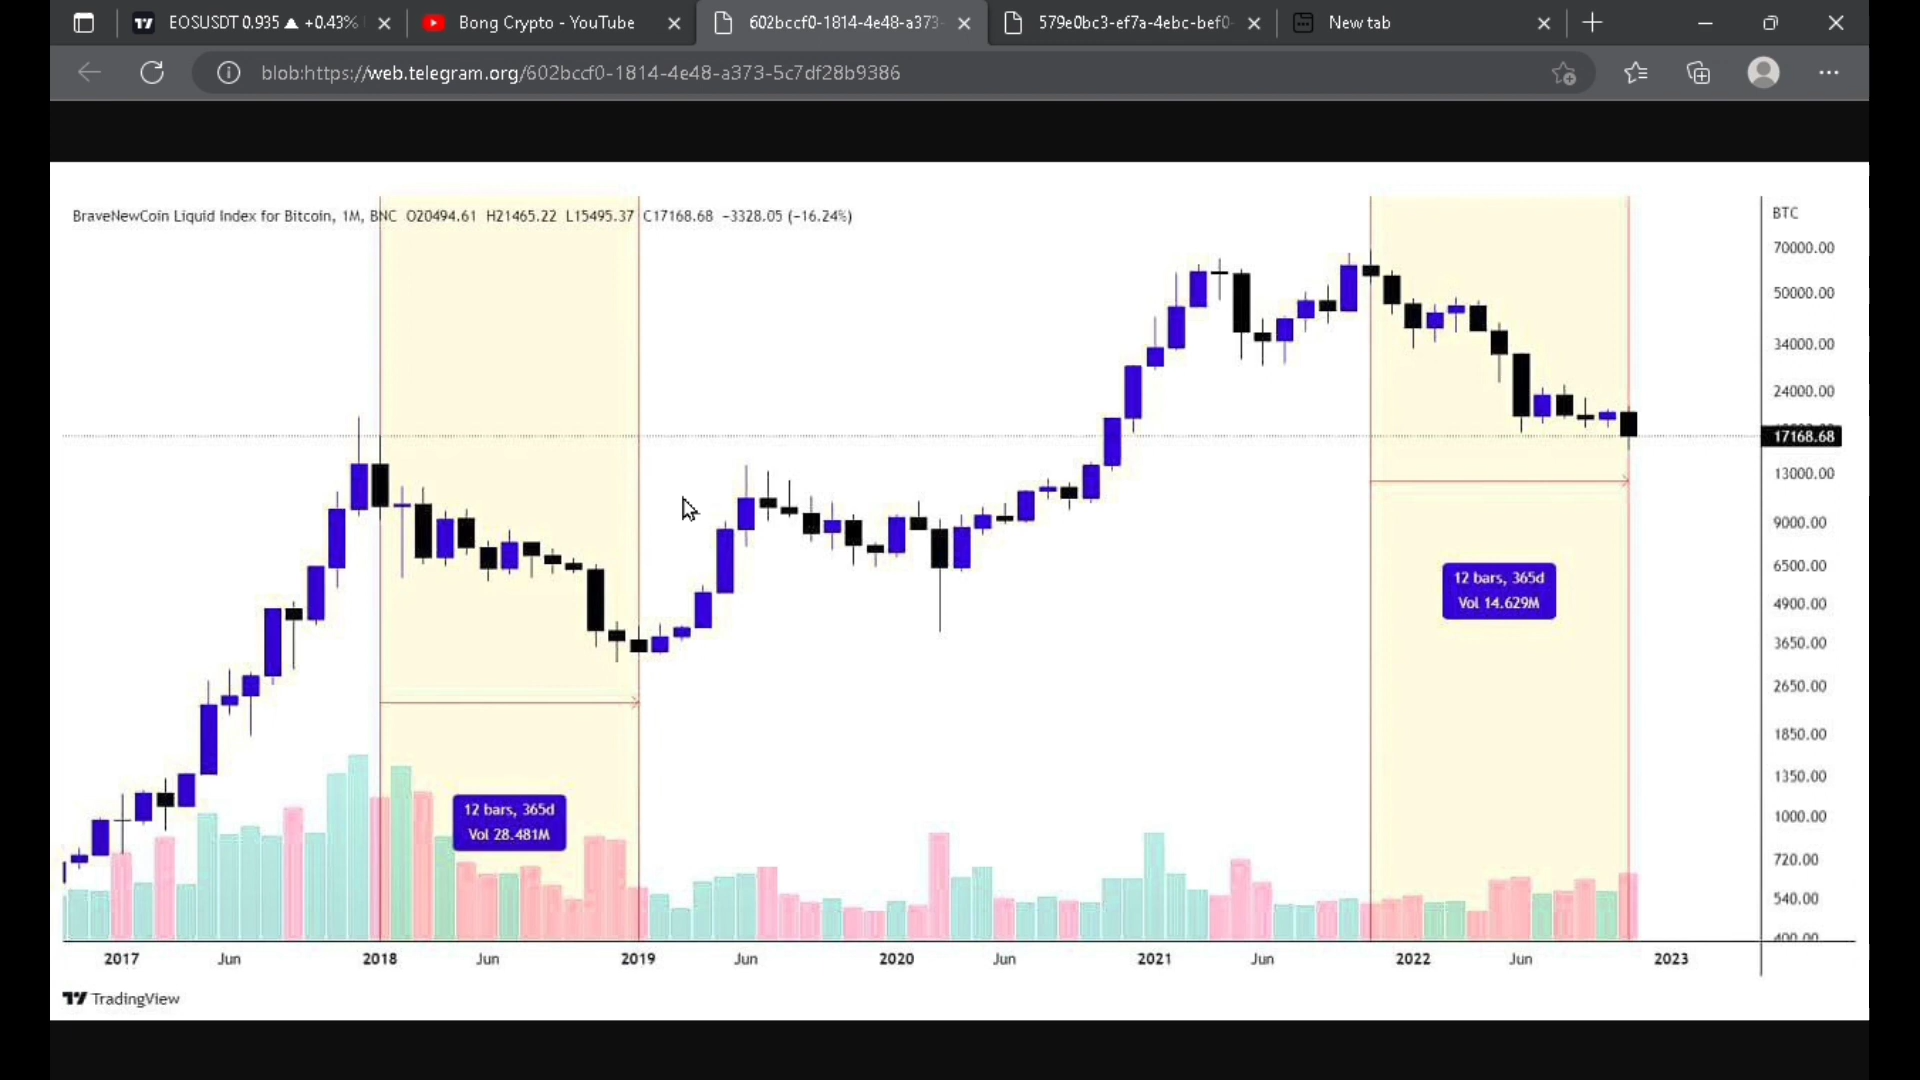 EOSUSDT 0.935 ▲ +0.43%
Bong Crypto - YouTube
602bccf0-1814-4e48-a373-
579e0bc3-ef7a-4ebc-bef0-
New tab
blob:https://web.telegram.org/602bccf0-1814-4e48-a373-5c7df28b9386
BraveNewCoin Liquid Index for Bitcoin, 1M, BNC O20494.61 H21465.22 L15495.37 C17168.68 −3328.05 (−16.24%)
BTC
70000.00
50000.00
34000.00
24000.00
17168.68
13000.00
9000.00
6500.00
4900.00
3650.00
2650.00
1850.00
1350.00
1000.00
720.00
540.00
400.00
12 bars, 365d
Vol 14.629M
12 bars, 365d
Vol 28.481M
2017 Jun 2018 Jun 2019 Jun 2020 Jun 2021 Jun 2022 Jun 2023
TradingView